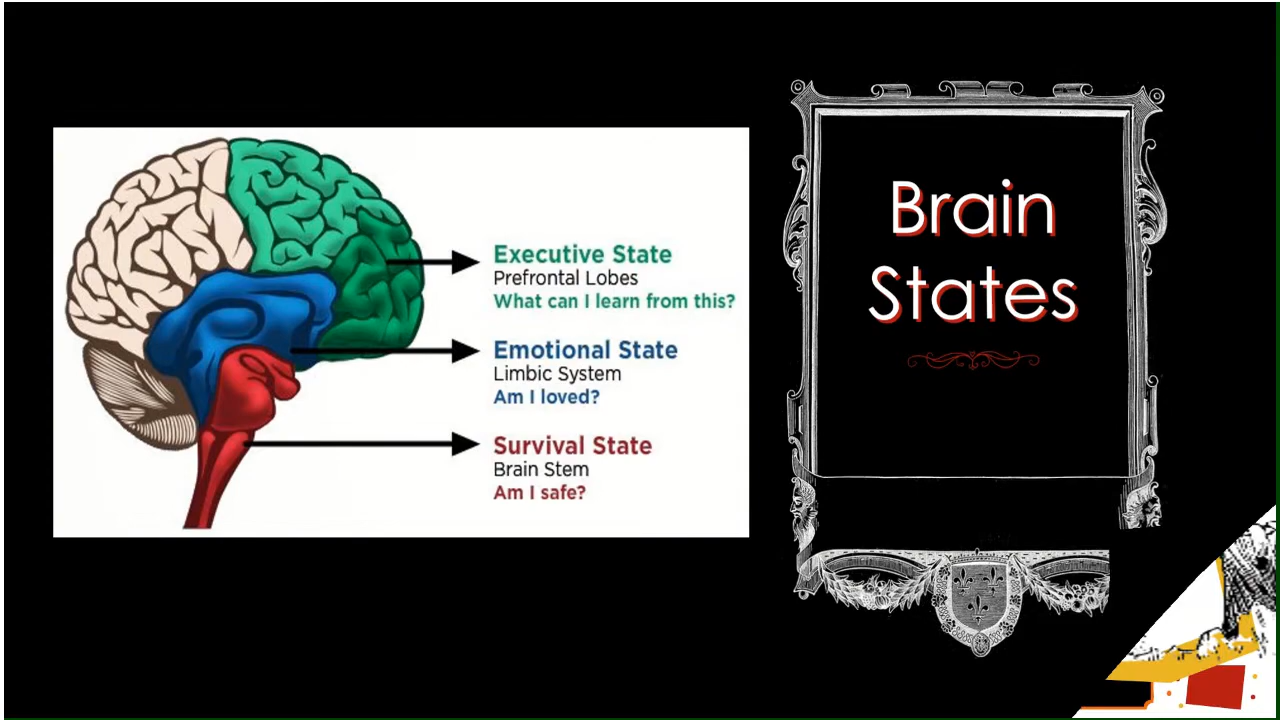 Executive State
Prefrontal Lobes
What can I learn from this?
Emotional State
Limbic System
Am I loved?
Survival State
Brain Stem
Am I safe?
Brain
States